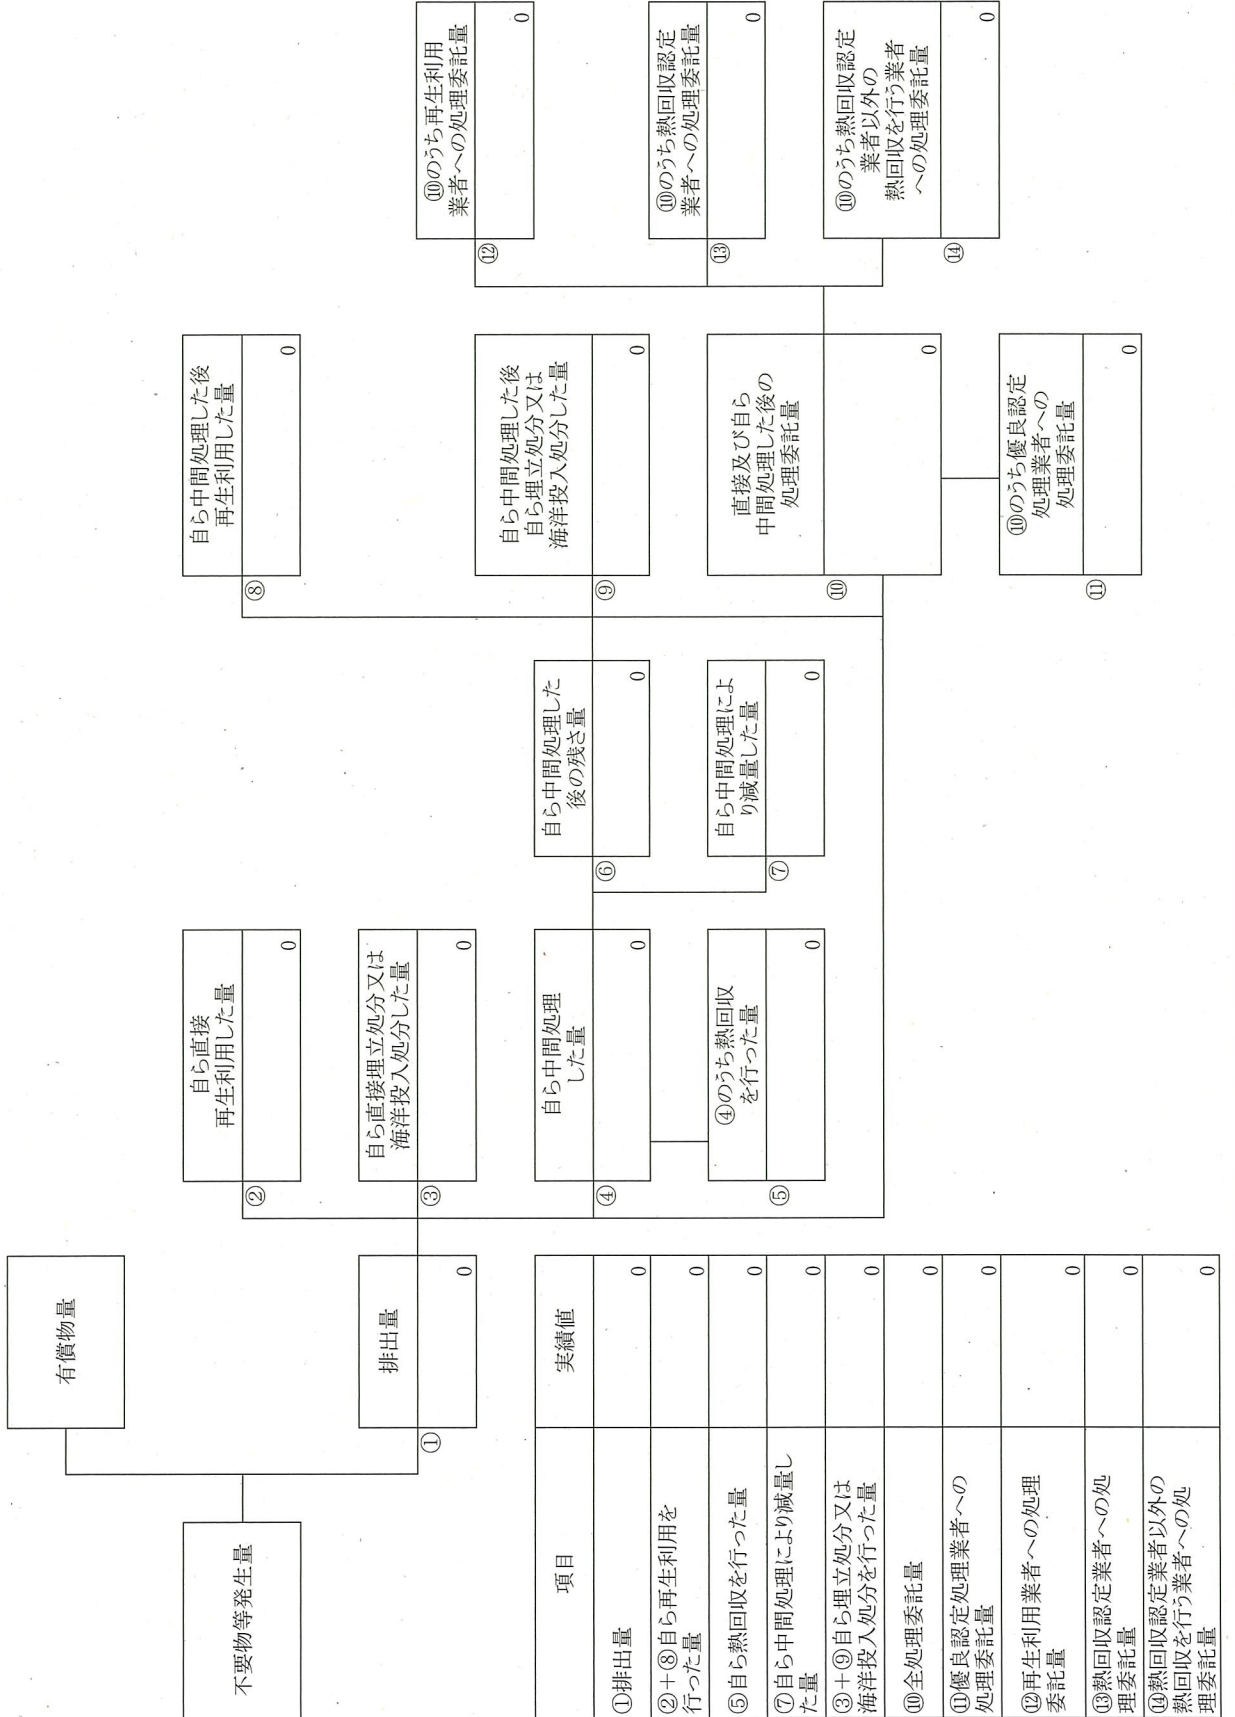 不要物等発生量
有償物量
排出量
①
0
自ら直接
再生利用した量
②
0
自ら直接埋立処分又は
海洋投入処分した量
③
0
自ら中間処理
した量
④
0
④のうち熱回収
を行った量
⑤
0
自ら中間処理した
後の残さ量
⑥
0
自ら中間処理によ
り減量した量
⑦
0
自ら中間処理した後
再生利用した量
⑧
0
自ら中間処理した後
自ら埋立処分又は
海洋投入処分した量
⑨
0
直接及び自ら
中間処理した後の
処理委託量
⑩
0
⑩のうち優良認定
処理業者への
処理委託量
⑪
0
⑩のうち再生利用
業者への処理委託量
⑫
0
⑩のうち熱回収認定
業者への処理委託量
⑬
0
⑩のうち熱回収認定
業者以外の
熱回収を行う業者
への処理委託量
⑭
0
項目 実績値
①排出量 0
②+⑧自ら再生利用を
行った量 0
⑤自ら熱回収を行った量 0
⑦自ら中間処理により減量し
た量 0
③+⑨自ら埋立処分又は
海洋投入処分を行った量 0
⑩全処理委託量 0
⑪優良認定処理業者への
処理委託量 0
⑫再生利用業者への処理
委託量 0
⑬熱回収認定業者への処
理委託量 0
⑭熱回収認定業者以外の
熱回収を行う業者への処
理委託量 0